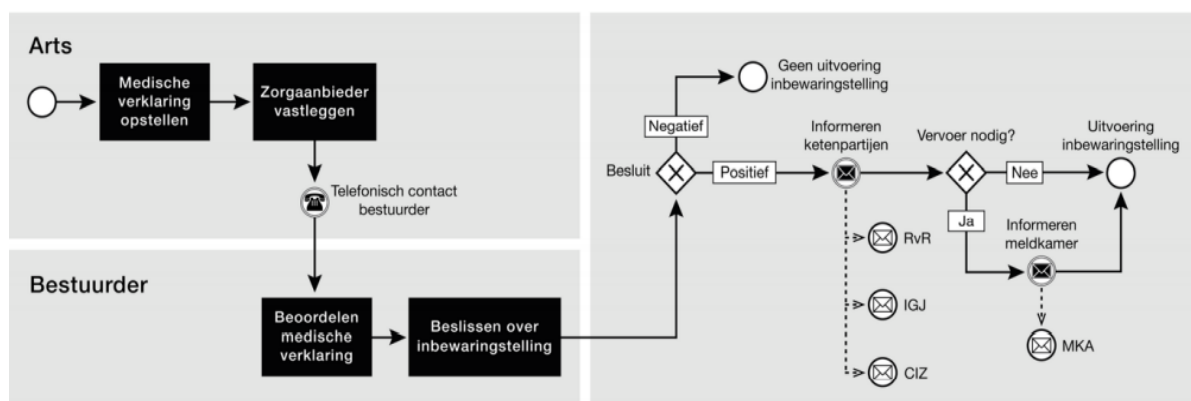 Arts
Medische
verklaring
opstellen
Zorgaanbieder
vastleggen
Telefonisch contact
bestuurder
Bestuurder
Beoordelen
medische
verklaring
Beslissen over
inbewaringstelling
Geen uitvoering
inbewaringstelling
Negatief
Besluit
Positief
Informeren
ketenpartijen
RvR
IGJ
CIZ
Vervoer nodig?
Nee
Ja
Informeren
meldkamer
MKA
Uitvoering
inbewaringstelling